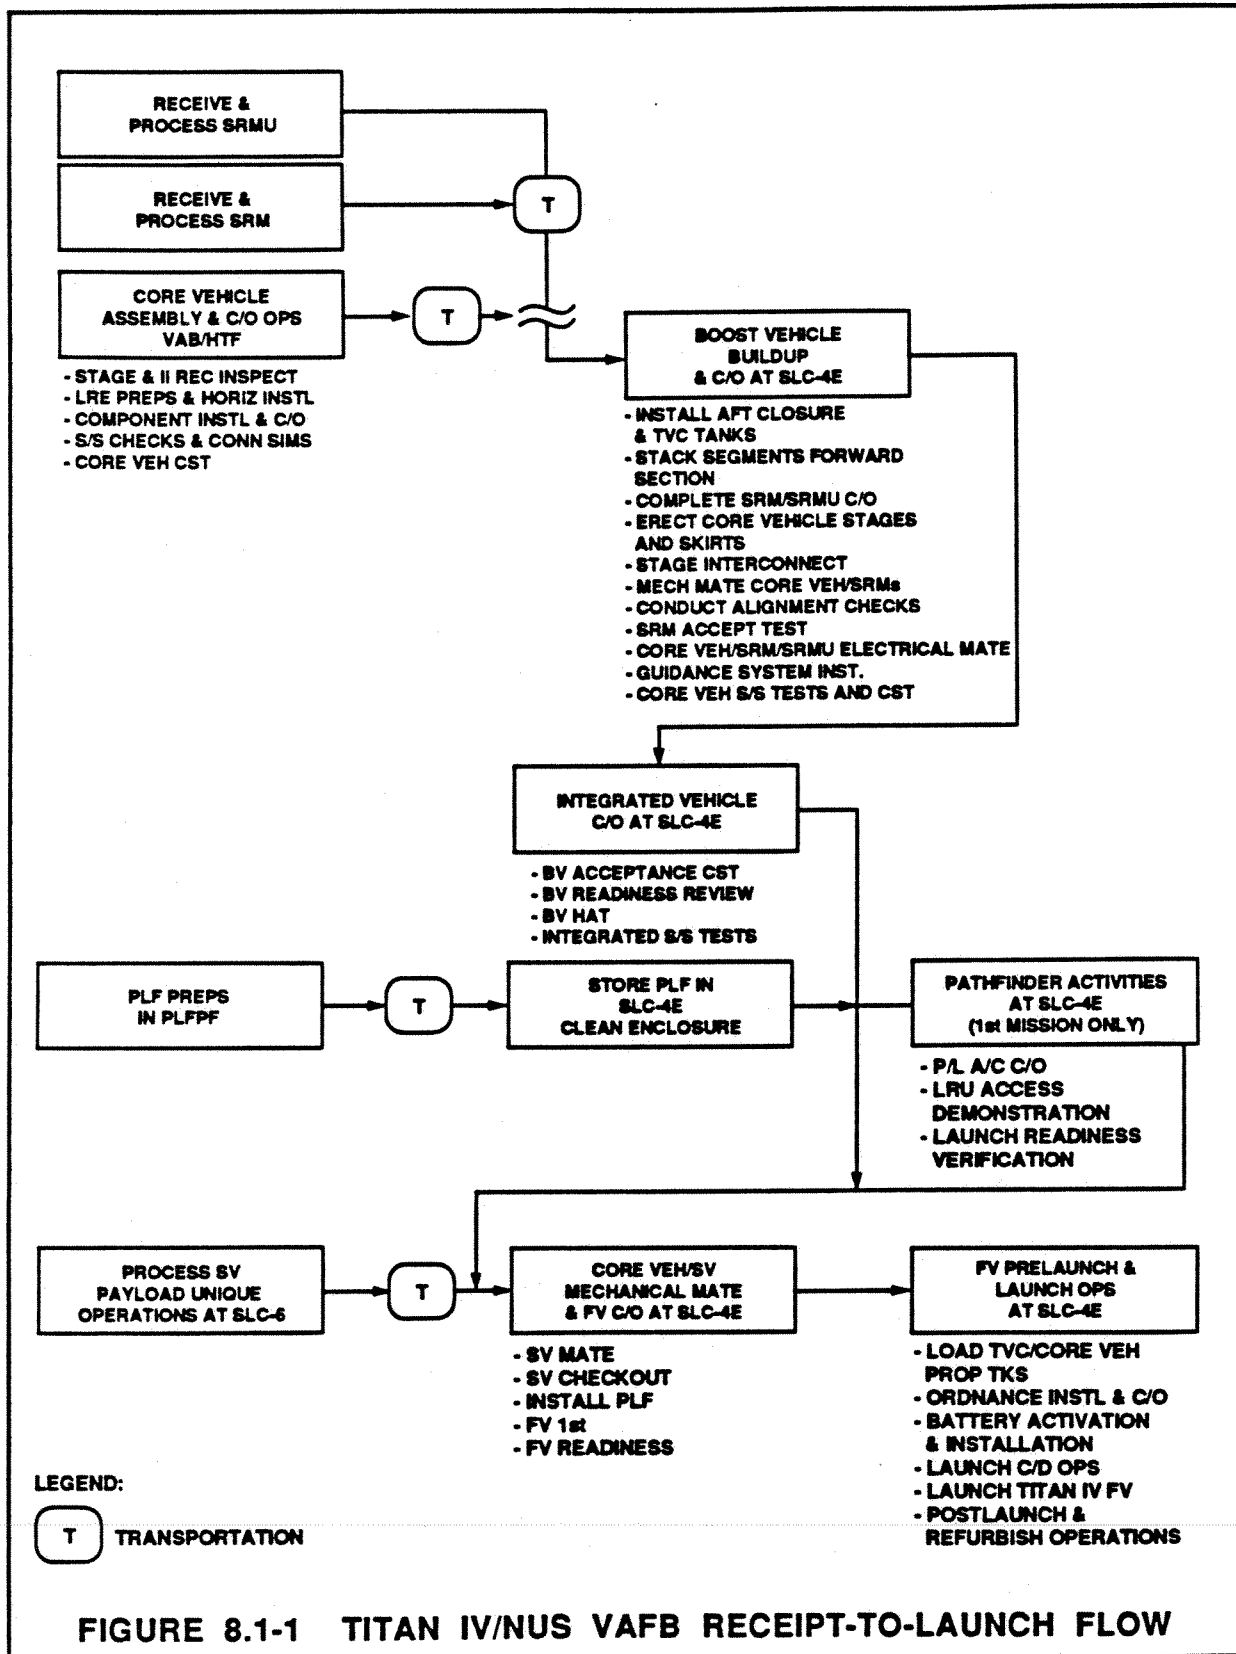 RECEIVE &
PROCESS SRMU
RECEIVE &
PROCESS SRM
T
CORE VEHICLE
ASSEMBLY & C/O OPS
VAB/HTF
T
- STAGE & II REC INSPECT
- LRE PREPS & HORIZ INSTL
- COMPONENT INSTL & C/O
- S/S CHECKS & CONN SIMS
- CORE VEH CST
BOOST VEHICLE
BUILDUP
& C/O AT SLC-4E
- INSTALL AFT CLOSURE
& TVC TANKS
- STACK SEGMENTS FORWARD
SECTION
- COMPLETE SRM/SRMU C/O
- ERECT CORE VEHICLE STAGES
AND SKIRTS
- STAGE INTERCONNECT
- MECH MATE CORE VEH/SRMs
- CONDUCT ALIGNMENT CHECKS
- SRM ACCEPT TEST
- CORE VEH/SRM/SRMU ELECTRICAL MATE
- GUIDANCE SYSTEM INST.
- CORE VEH S/S TESTS AND CST
INTEGRATED VEHICLE
C/O AT SLC-4E
- BV ACCEPTANCE CST
- BV READINESS REVIEW
- BV HAT
- INTEGRATED S/S TESTS
PLF PREPS
IN PLFPF
T
STORE PLF IN
SLC-4E
CLEAN ENCLOSURE
PATHFINDER ACTIVITIES
AT SLC-4E
(1st MISSION ONLY)
- P/L A/C C/O
- LRU ACCESS
DEMONSTRATION
- LAUNCH READINESS
VERIFICATION
PROCESS SV
PAYLOAD UNIQUE
OPERATIONS AT SLC-6
T
CORE VEH/SV
MECHANICAL MATE
& FV C/O AT SLC-4E
- SV MATE
- SV CHECKOUT
- INSTALL PLF
- FV 1st
- FV READINESS
FV PRELAUNCH &
LAUNCH OPS
AT SLC-4E
- LOAD TVC/CORE VEH
PROP TKS
- ORDNANCE INSTL & C/O
- BATTERY ACTIVATION
& INSTALLATION
- LAUNCH C/D OPS
- LAUNCH TITAN IV FV
- POSTLAUNCH &
REFURBISH OPERATIONS
LEGEND:
T TRANSPORTATION
FIGURE 8.1-1 TITAN IV/NUS VAFB RECEIPT-TO-LAUNCH FLOW